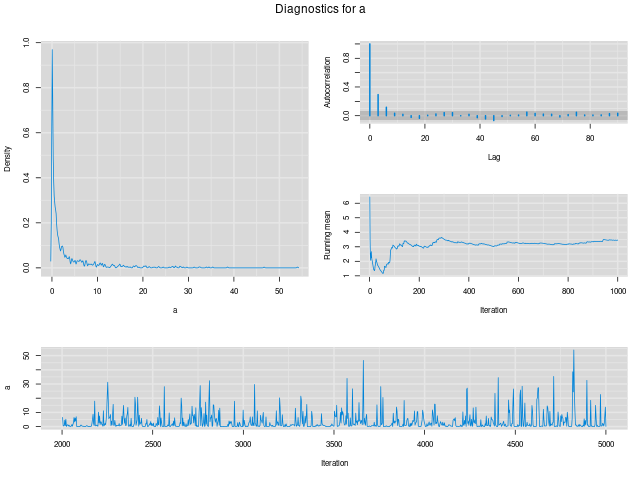 Diagnostics for a
Density
0.0 0.2 0.4 0.6 0.8 1.0
0 10 20 30 40 50
a
Autocorrelation
0.0 0.4 0.8
0 20 40 60 80
Lag
Running mean
1 2 3 4 5 6
0 200 400 600 800 1000
Iteration
a
0 10 30 50
2000 2500 3000 3500 4000 4500 5000
Iteration